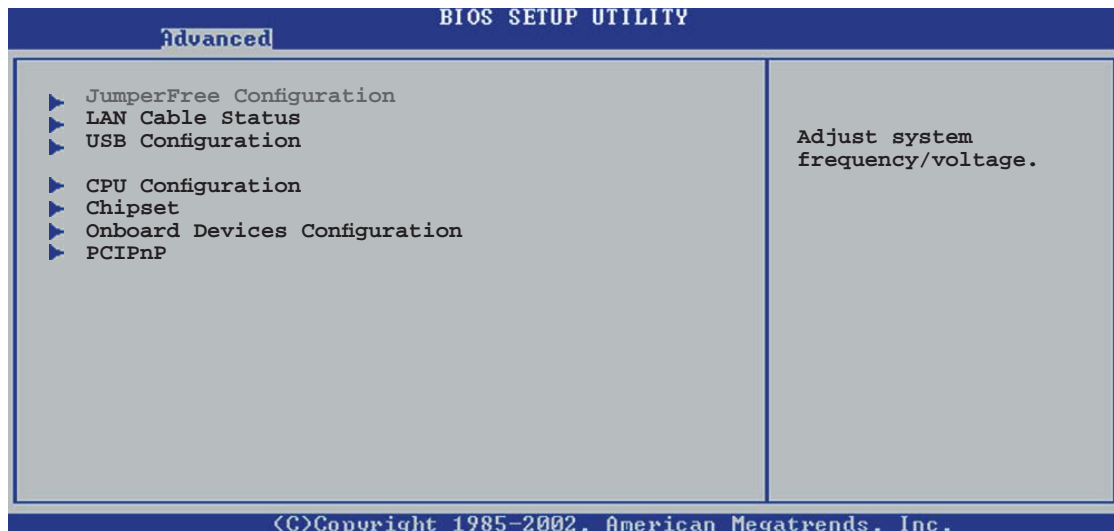 BIOS SETUP UTILITY
Advanced
JumperFree Configuration
LAN Cable Status
USB Configuration
CPU Configuration
Chipset
Onboard Devices Configuration
PCIPnP
Adjust system
frequency/voltage.
(C)Copyright 1985-2002, American Megatrends, Inc.